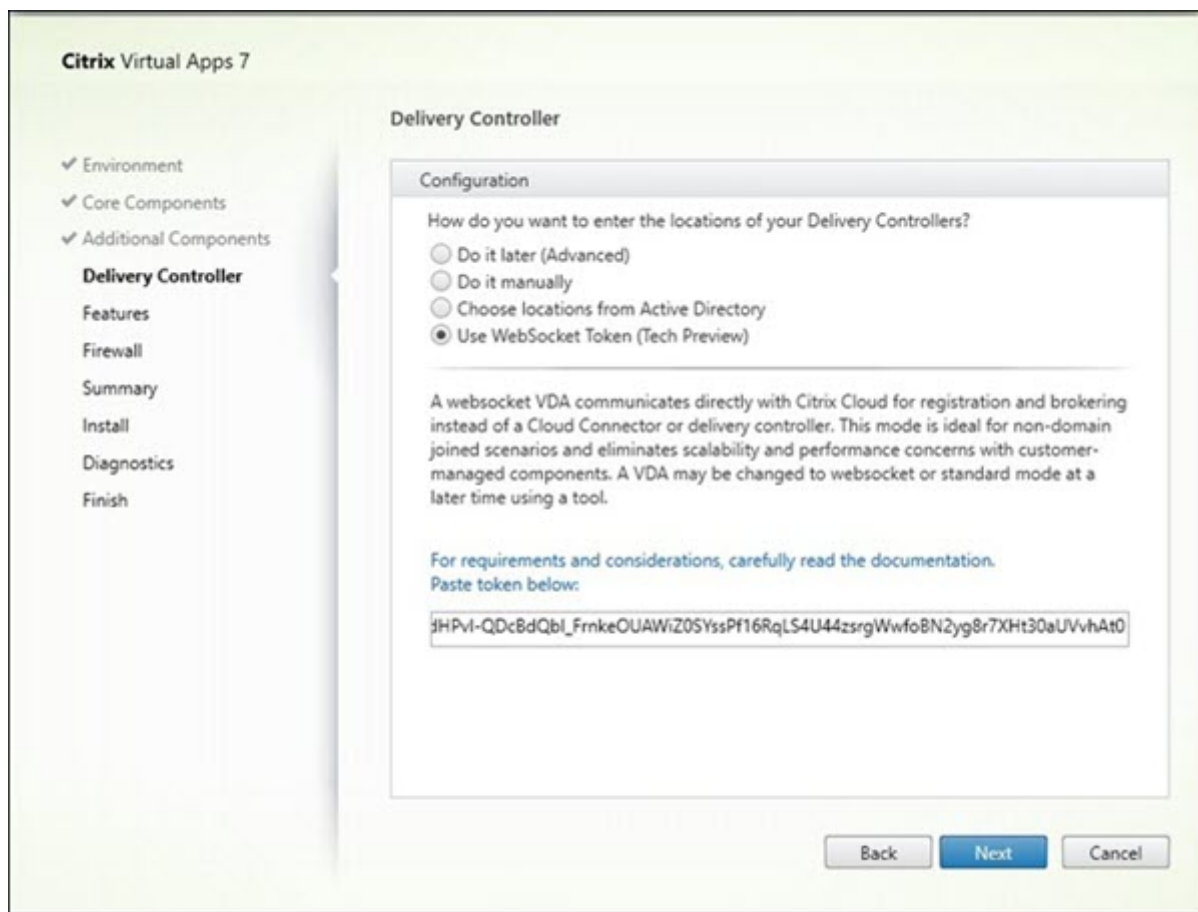 Citrix Virtual Apps 7
Delivery Controller
Environment
Core Components
Additional Components
Delivery Controller
Features
Firewall
Summary
Install
Diagnostics
Finish
Configuration
How do you want to enter the locations of your Delivery Controllers?
Do it later (Advanced)
Do it manually
Choose locations from Active Directory
Use WebSocket Token (Tech Preview)
A websocket VDA communicates directly with Citrix Cloud for registration and brokering
instead of a Cloud Connector or delivery controller. This mode is ideal for non-domain
joined scenarios and eliminates scalability and performance concerns with customer-
managed components. A VDA may be changed to websocket or standard mode at a
later time using a tool.
For requirements and considerations, carefully read the documentation.
Paste token below:
Back
Next
Cancel